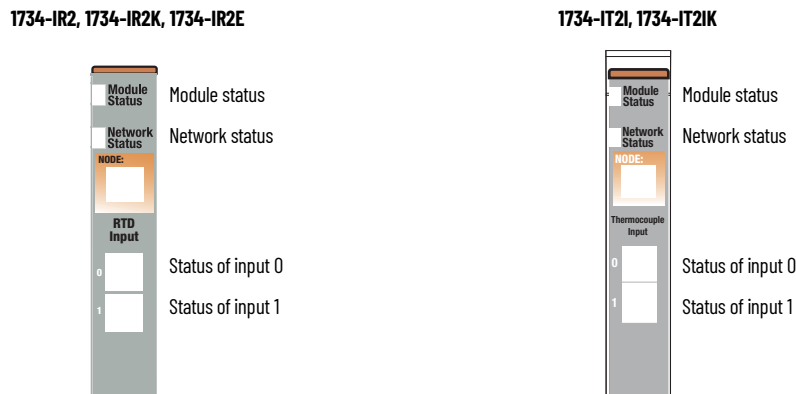 1734-IR2, 1734-IR2K, 1734-IR2E
Module
Status
Module status
Network
Status
Network status
NODE:
RTD
Input
0
Status of input 0
1
Status of input 1
1734-IT2I, 1734-IT2IK
Module
Status
Module status
Network
Status
Network status
NODE:
Thermocouple
Input
0
Status of input 0
1
Status of input 1